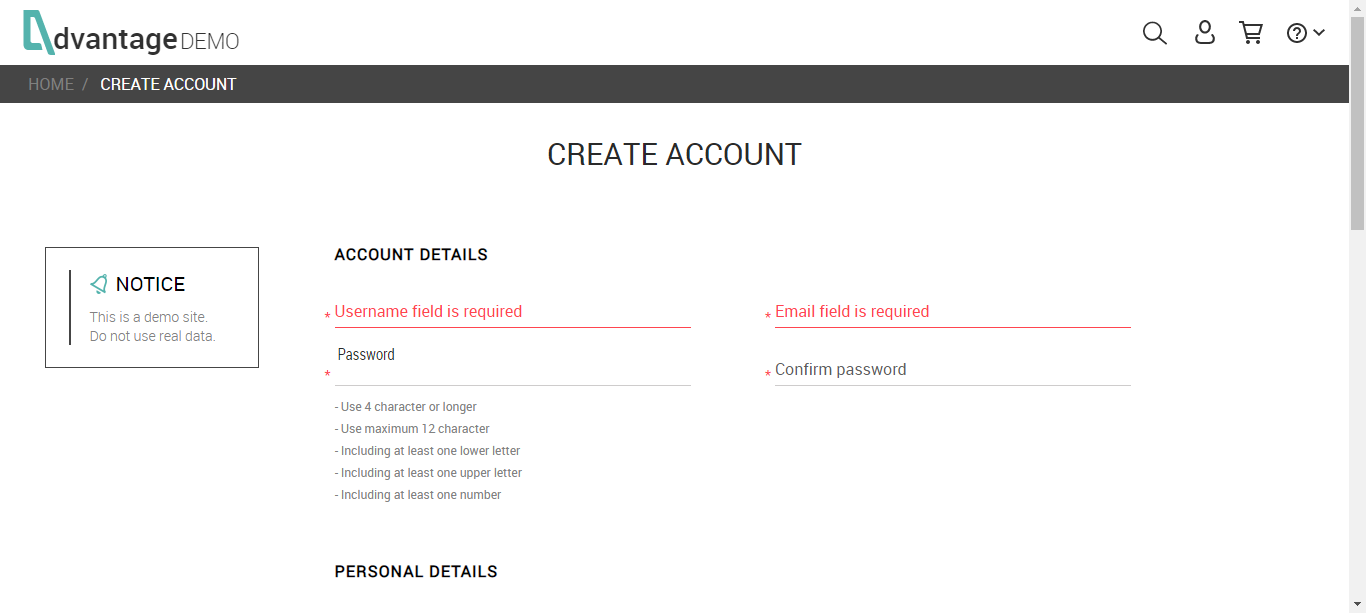 dvantage DEMO
HOME / CREATE ACCOUNT
CREATE ACCOUNT
NOTICE
This is a demo site.
Do not use real data.
ACCOUNT DETAILS
* Username field is required
* Email field is required
Password
*
* Confirm password
- Use 4 character or longer
- Use maximum 12 character
- Including at least one lower letter
- Including at least one upper letter
- Including at least one number
PERSONAL DETAILS